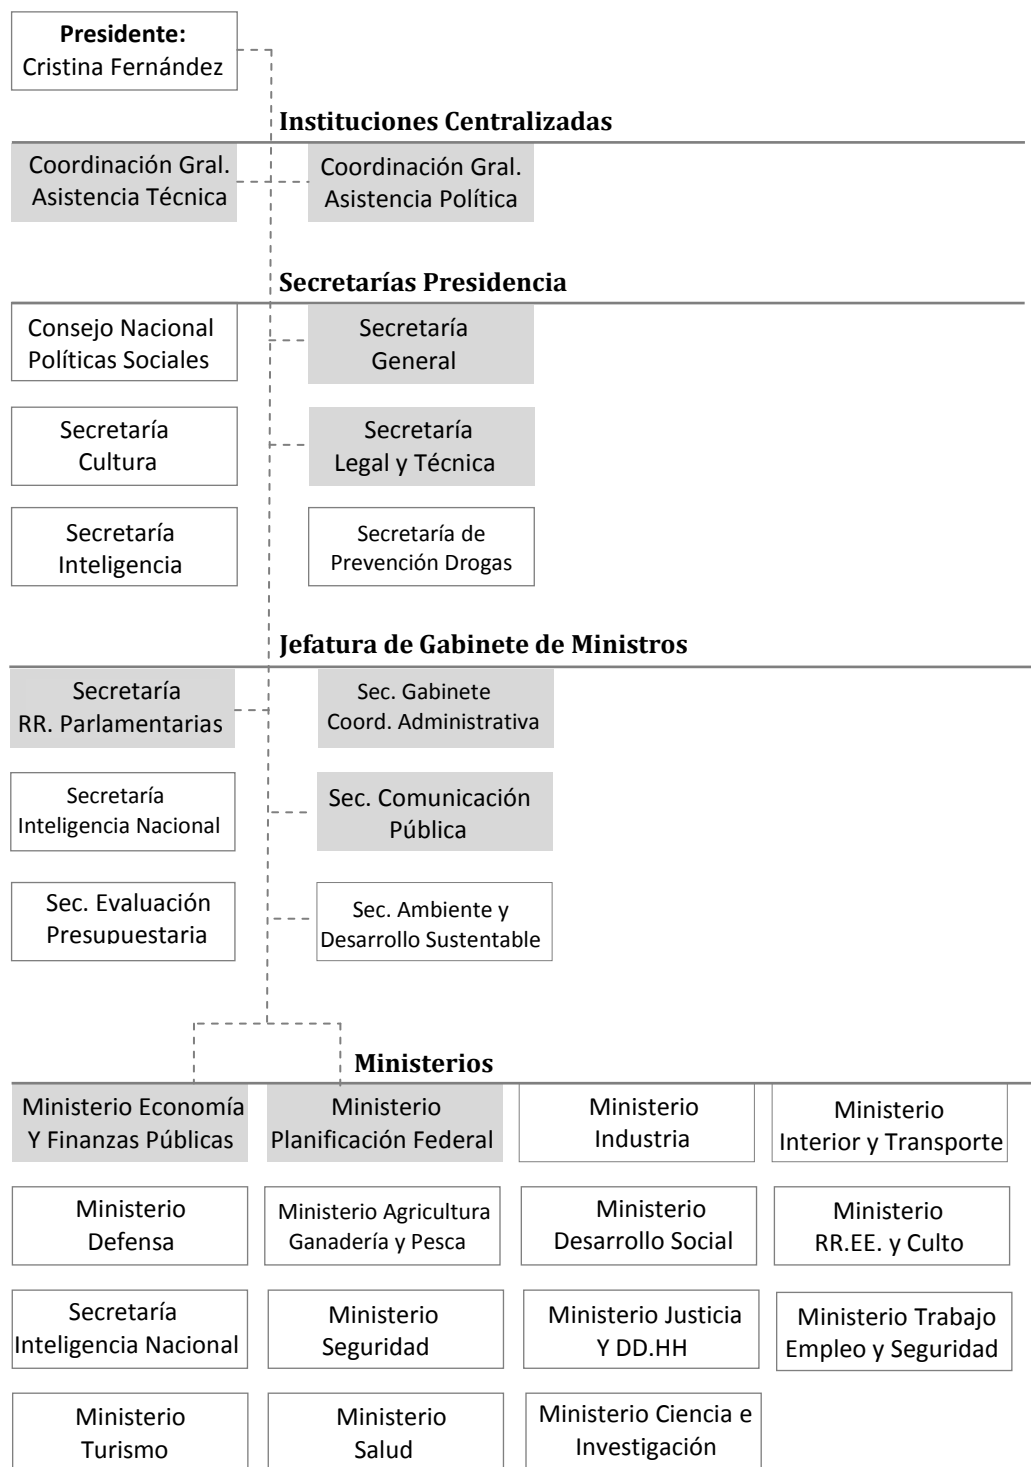 Presidente:
Cristina Fernández
Instituciones Centralizadas
Coordinación Gral.
Asistencia Técnica
Coordinación Gral.
Asistencia Política
Secretarías Presidencia
Consejo Nacional
Políticas Sociales
Secretaría
General
Secretaría
Cultura
Secretaría
Legal y Técnica
Secretaría
Inteligencia
Secretaría de
Prevención Drogas
Jefatura de Gabinete de Ministros
Secretaría
RR. Parlamentarias
Sec. Gabinete
Coord. Administrativa
Secretaría
Inteligencia Nacional
Sec. Comunicación
Pública
Sec. Evaluación
Presupuestaria
Sec. Ambiente y
Desarrollo Sustentable
Ministerios
Ministerio Economía
Y Finanzas Públicas
Ministerio
Planificación Federal
Ministerio
Industria
Ministerio
Interior y Transporte
Ministerio
Defensa
Ministerio Agricultura
Ganadería y Pesca
Ministerio
Desarrollo Social
Ministerio
RR.EE. y Culto
Secretaría
Inteligencia Nacional
Ministerio
Seguridad
Ministerio Justicia
Y DD.HH
Ministerio Trabajo
Empleo y Seguridad
Ministerio
Turismo
Ministerio
Salud
Ministerio Ciencia e
Investigación